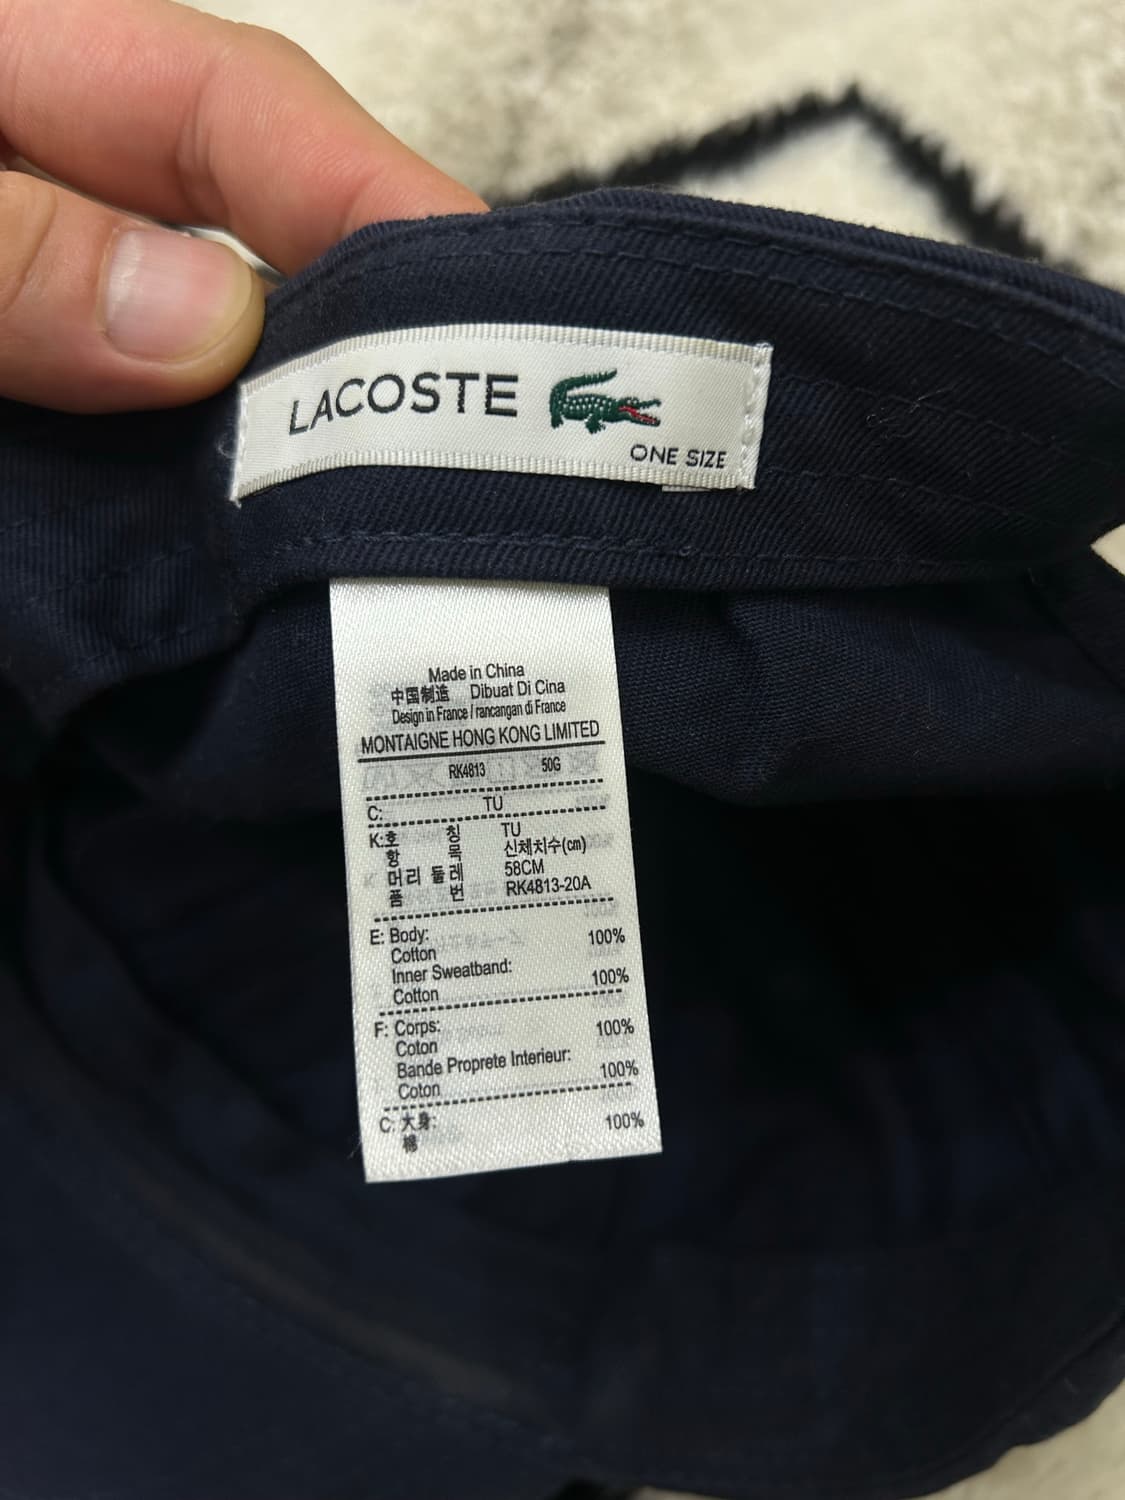 LACOSTE
ONE SIZE
Made in China
中国制造 Dibuat Di Cina
Design in France / rancangan di France
MONTAIGNE HONG KONG LIMITED
RK4813 50G
C: TU
K: 호 칭 TU
항 목 신체치수(㎝)
머리 둘레 58CM
품 번 RK4813-20A
E: Body: 100%
Cotton
Inner Sweatband: 100%
Cotton
F: Corps: 100%
Coton
Bande Proprete Interieur: 100%
Coton
C: 大身: 100%
棉